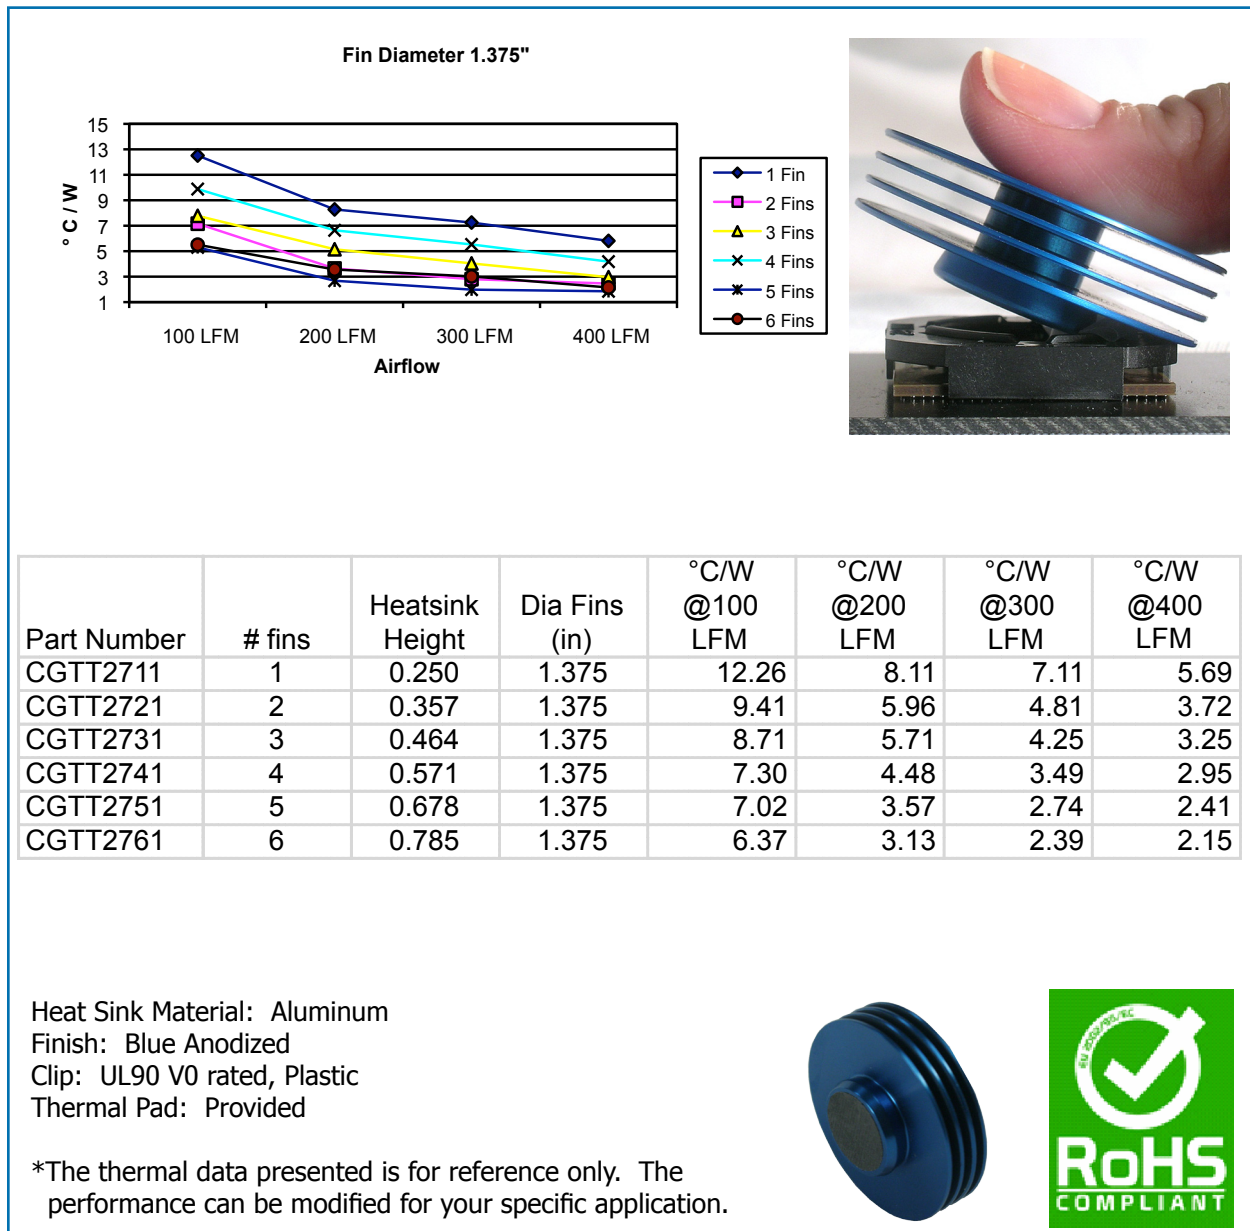 Fin Diameter 1.375"
15
13
11
9
7
5
3
1
° C / W
100 LFM 200 LFM 300 LFM 400 LFM
Airflow
1 Fin
2 Fins
3 Fins
4 Fins
5 Fins
6 Fins
Part Number # fins Heatsink Height Dia Fins (in) °C/W @100 LFM °C/W @200 LFM °C/W @300 LFM °C/W @400 LFM
CGTT2711 1 0.250 1.375 12.26 8.11 7.11 5.69
CGTT2721 2 0.357 1.375 9.41 5.96 4.81 3.72
CGTT2731 3 0.464 1.375 8.71 5.71 4.25 3.25
CGTT2741 4 0.571 1.375 7.30 4.48 3.49 2.95
CGTT2751 5 0.678 1.375 7.02 3.57 2.74 2.41
CGTT2761 6 0.785 1.375 6.37 3.13 2.39 2.15
Heat Sink Material: Aluminum
Finish: Blue Anodized
Clip: UL90 V0 rated, Plastic
Thermal Pad: Provided
*The thermal data presented is for reference only. The
performance can be modified for your specific application.
EU 2002/95/EC
RoHS
COMPLIANT